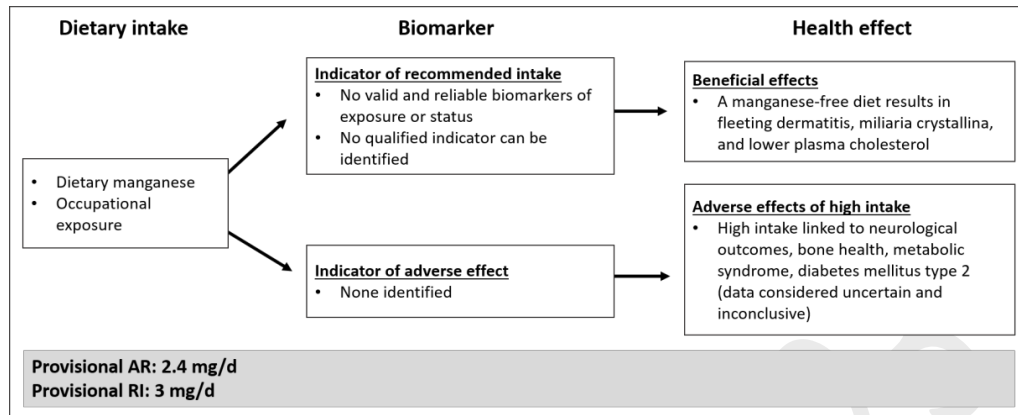 Dietary intake
Biomarker
Health effect
• Dietary manganese
• Occupational
exposure
Indicator of recommended intake
• No valid and reliable biomarkers of
exposure or status
• No qualified indicator can be
identified
Indicator of adverse effect
• None identified
Beneficial effects
• A manganese-free diet results in
fleeting dermatitis, miliaria crystallina,
and lower plasma cholesterol
Adverse effects of high intake
• High intake linked to neurological
outcomes, bone health, metabolic
syndrome, diabetes mellitus type 2
(data considered uncertain and
inconclusive)
Provisional AR: 2.4 mg/d
Provisional RI: 3 mg/d